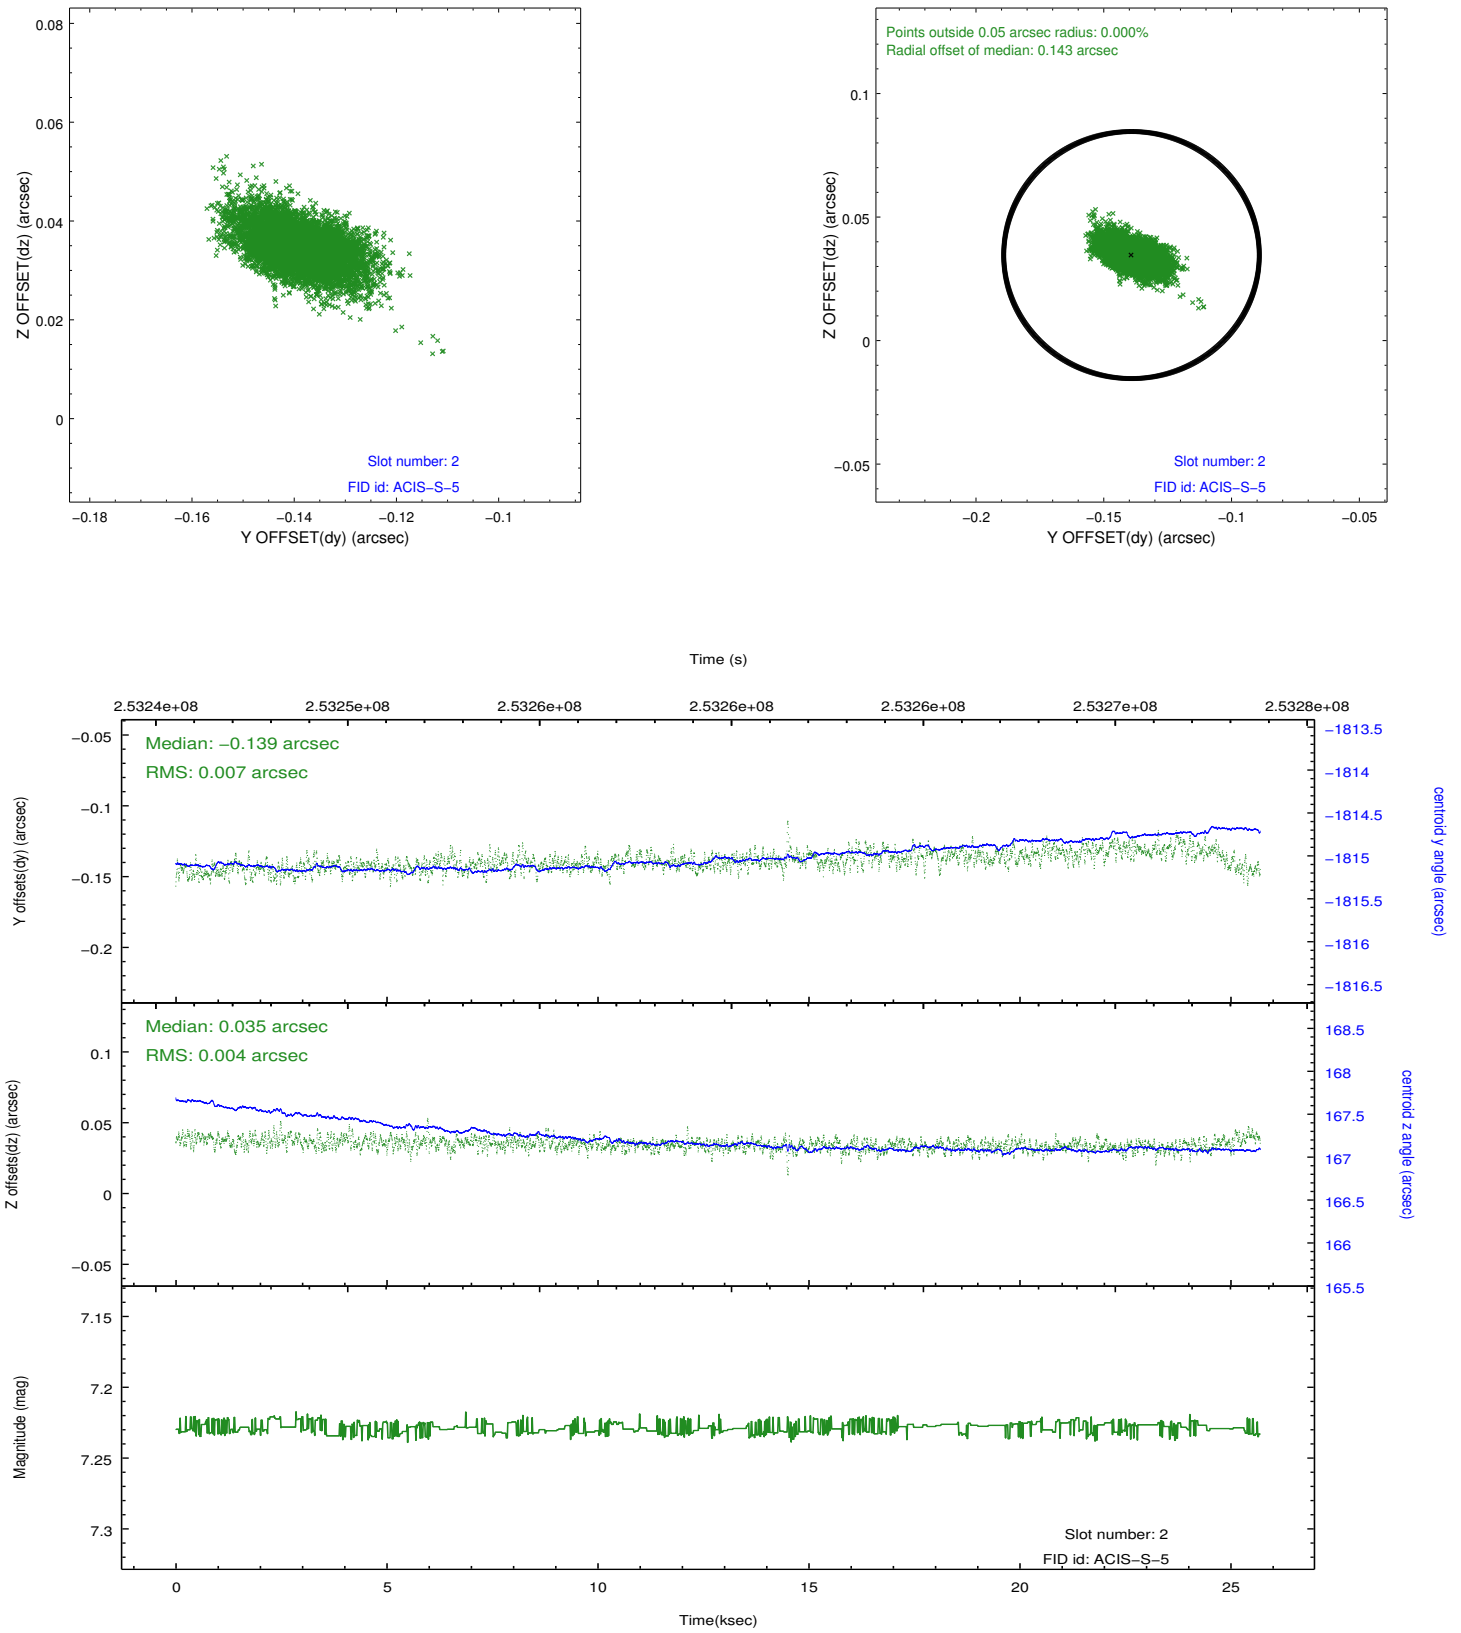 0.08
0.06
0.04
0.02
0
Z OFFSET(dz) (arcsec)
Slot number: 2
FID id: ACIS−S−5
−0.18 −0.16 −0.14 −0.12 −0.1
Y OFFSET(dy) (arcsec)
Points outside 0.05 arcsec radius: 0.000%
Radial offset of median: 0.143 arcsec
0.1
0.05
0
−0.05
Z OFFSET(dz) (arcsec)
Slot number: 2
FID id: ACIS−S−5
−0.2 −0.15 −0.1 −0.05
Y OFFSET(dy) (arcsec)
Time (s)
2.5324e+08 2.5325e+08 2.5326e+08 2.5326e+08 2.5326e+08 2.5327e+08 2.5328e+08
−0.05
−0.1
−0.15
−0.2
Y offsets(dy) (arcsec)
Median: −0.139 arcsec
RMS: 0.007 arcsec
−1813.5
−1814
−1814.5
−1815
−1815.5
−1816
−1816.5
centroid y angle (arcsec)
0.1
0.05
0
−0.05
Z offsets(dz) (arcsec)
Median: 0.035 arcsec
RMS: 0.004 arcsec
168.5
168
167.5
167
166.5
166
165.5
centroid z angle (arcsec)
7.15
7.2
7.25
7.3
Magnitude (mag)
Slot number: 2
FID id: ACIS−S−5
0 5 10 15 20 25
Time(ksec)